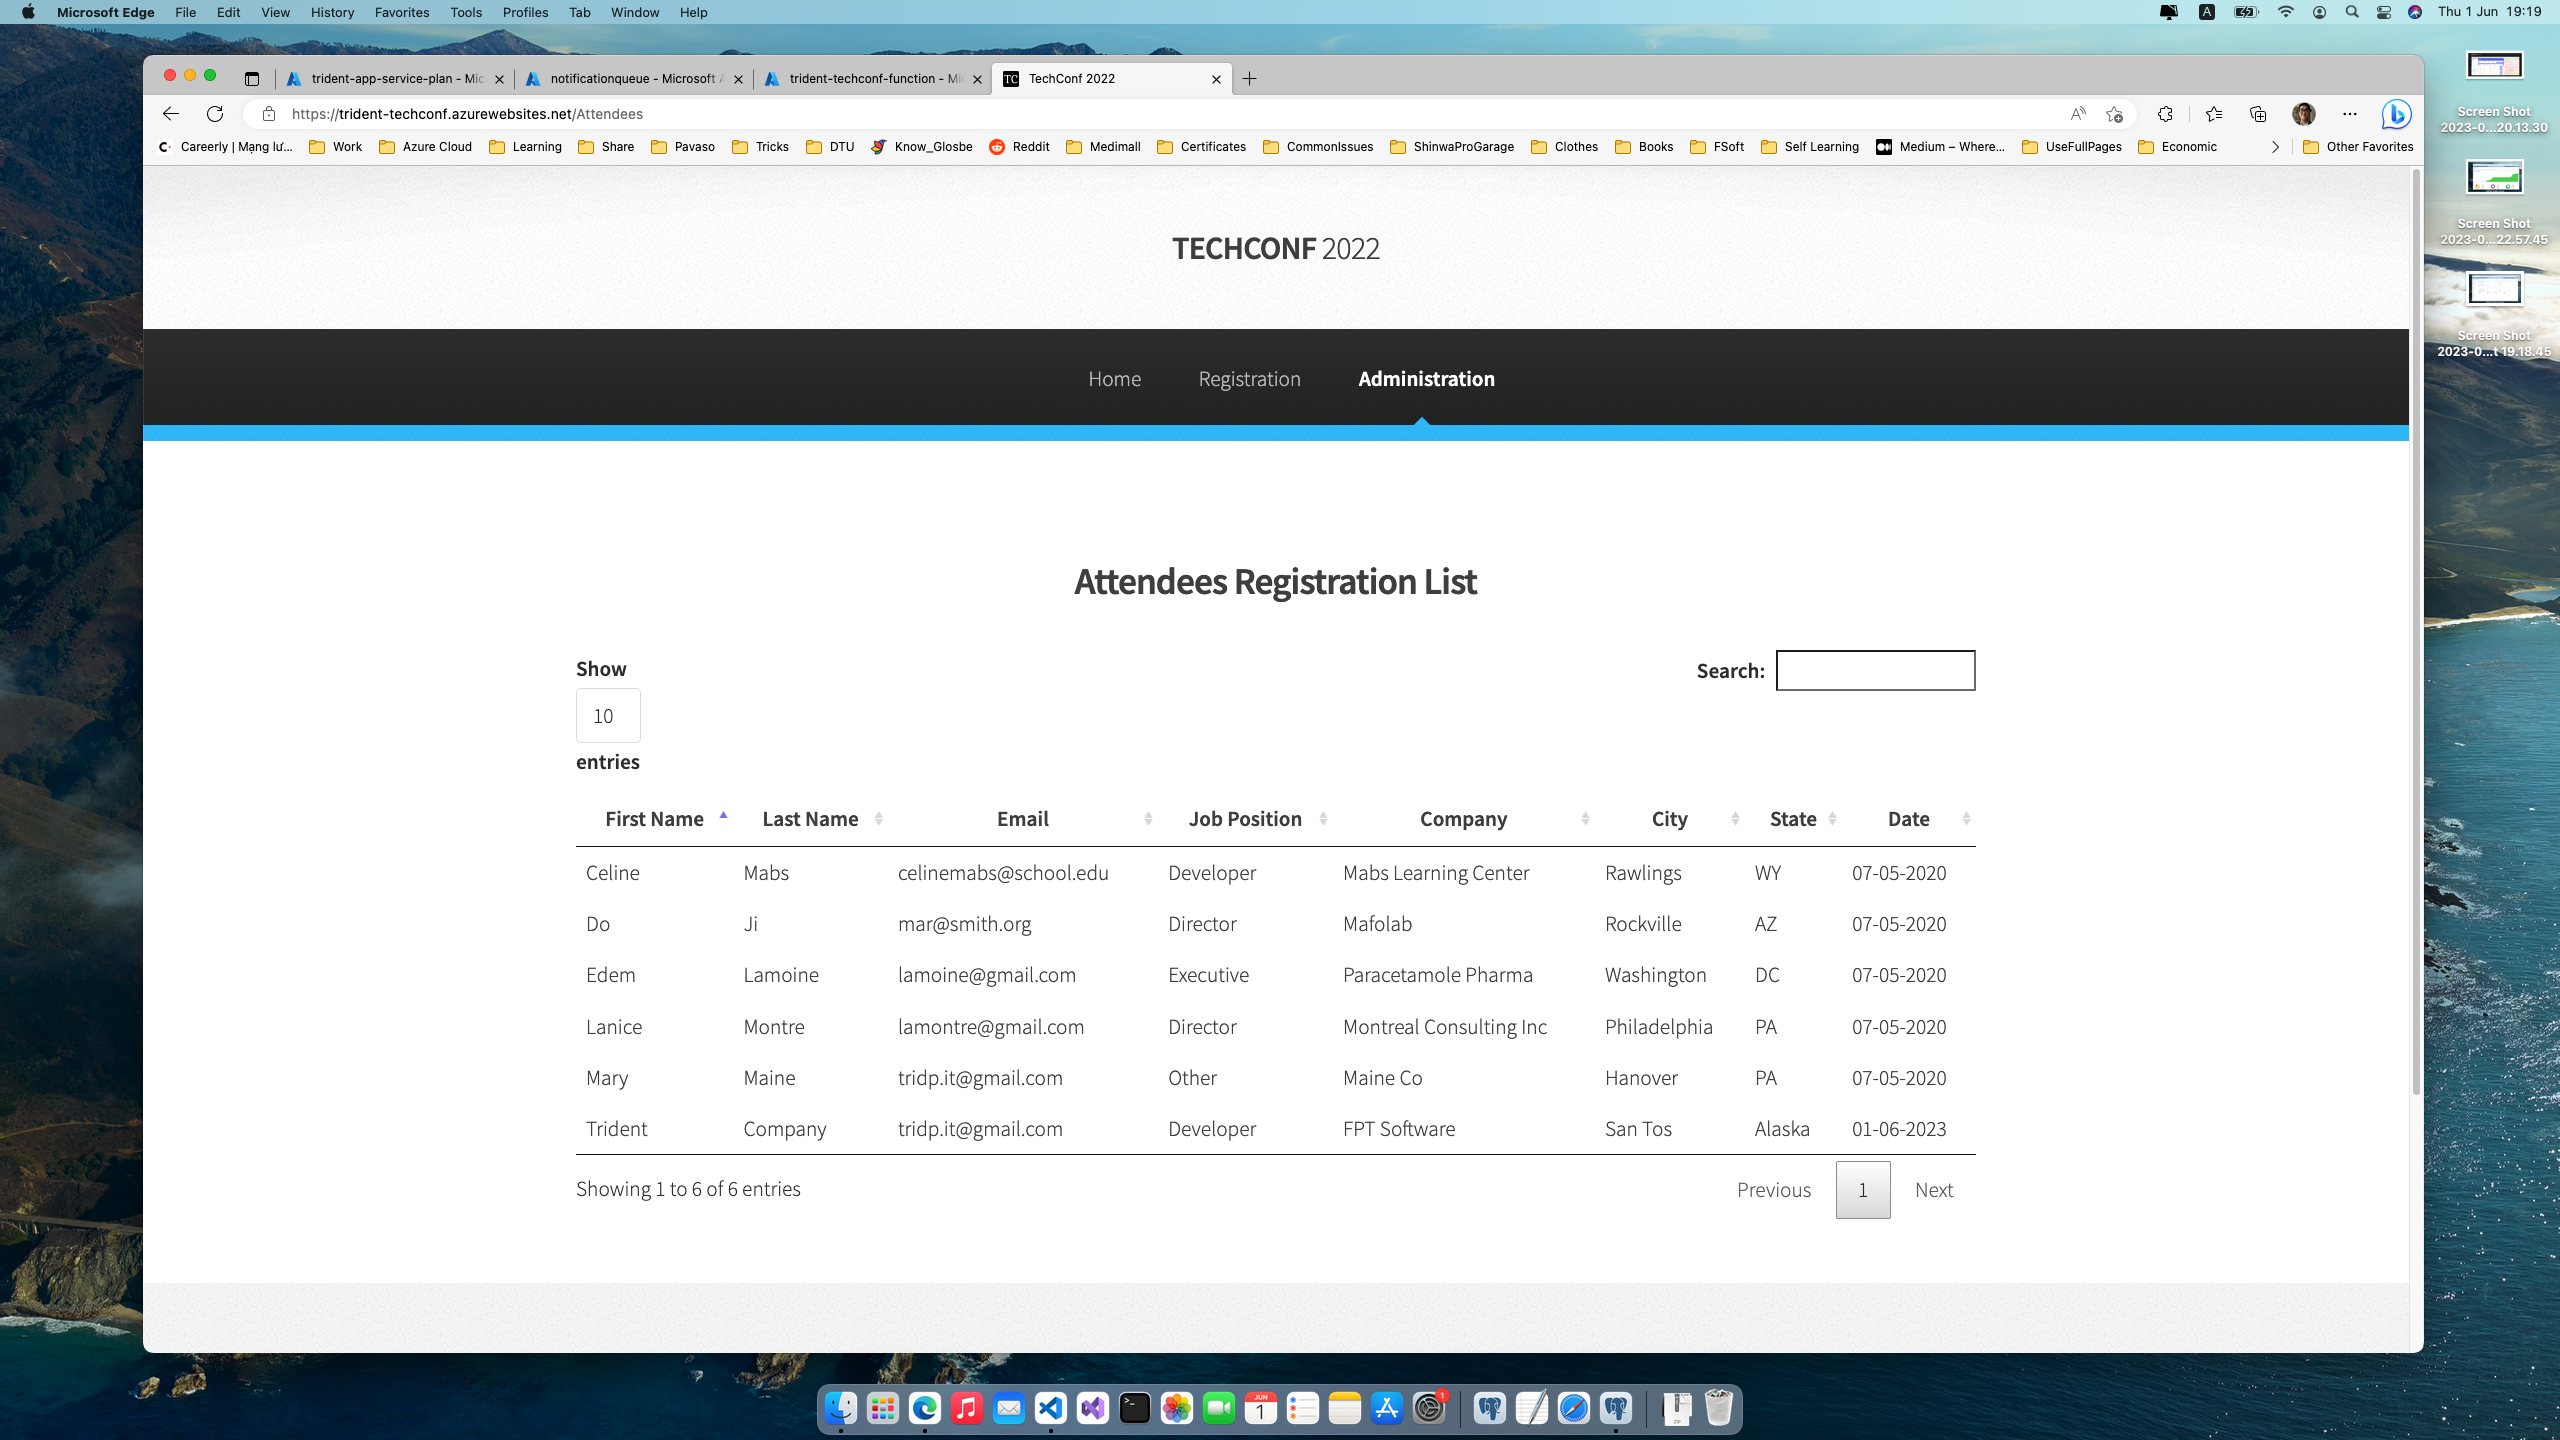 Microsoft Edge File Edit View History Favorites Tools Profiles Tab Window Help A Thu 1 Jun 19:19
trident-app-service-plan - Mic notificationqueue - Microsoft A trident-techconf-function - Mi TC TechConf 2022
https://trident-techconf.azurewebsites.net/Attendees
Careerly | Mạng lư... Work Azure Cloud Learning Share Pavaso Tricks DTU Know_Glosbe Reddit Medimall Certificates CommonIssues ShinwaProGarage Clothes Books FSoft Self Learning Medium – Where... UseFullPages Economic Other Favorites
Screen Shot
2023-0...20.13.30
Screen Shot
2023-0...22.57.45
Screen Shot
2023-0...t 19.18.45
TECHCONF 2022
Home Registration Administration
Attendees Registration List
Show
10
entries
Search:
First Name Last Name Email Job Position Company City State Date
Celine Mabs celinemabs@school.edu Developer Mabs Learning Center Rawlings WY 07-05-2020
Do Ji mar@smith.org Director Mafolab Rockville AZ 07-05-2020
Edem Lamoine lamoine@gmail.com Executive Paracetamole Pharma Washington DC 07-05-2020
Lanice Montre lamontre@gmail.com Director Montreal Consulting Inc Philadelphia PA 07-05-2020
Mary Maine tridp.it@gmail.com Other Maine Co Hanover PA 07-05-2020
Trident Company tridp.it@gmail.com Developer FPT Software San Tos Alaska 01-06-2023
Showing 1 to 6 of 6 entries
Previous 1 Next
JUN
1
1
ZIP